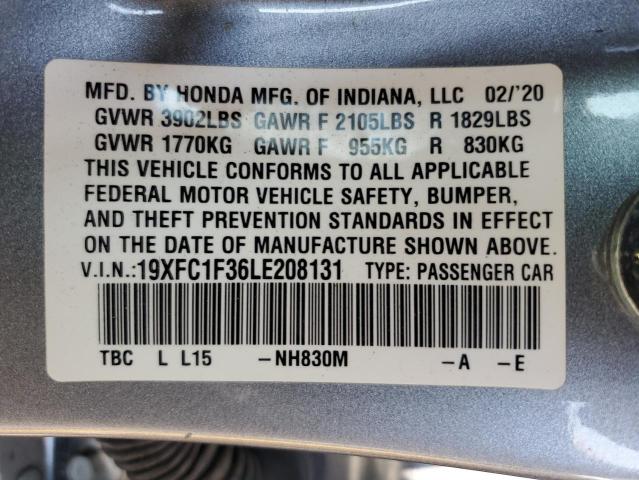 MFD. BY HONDA MFG. OF INDIANA, LLC 02/'20
GVWR 3902LBS GAWR F 2105LBS R 1829LBS
GVWR 1770KG GAWR F 955KG R 830KG
THIS VEHICLE CONFORMS TO ALL APPLICABLE
FEDERAL MOTOR VEHICLE SAFETY, BUMPER,
AND THEFT PREVENTION STANDARDS IN EFFECT
ON THE DATE OF MANUFACTURE SHOWN ABOVE.
V.I.N.:19XFC1F36LE208131 TYPE: PASSENGER CAR
TBC L L15 -NH830M -A -E